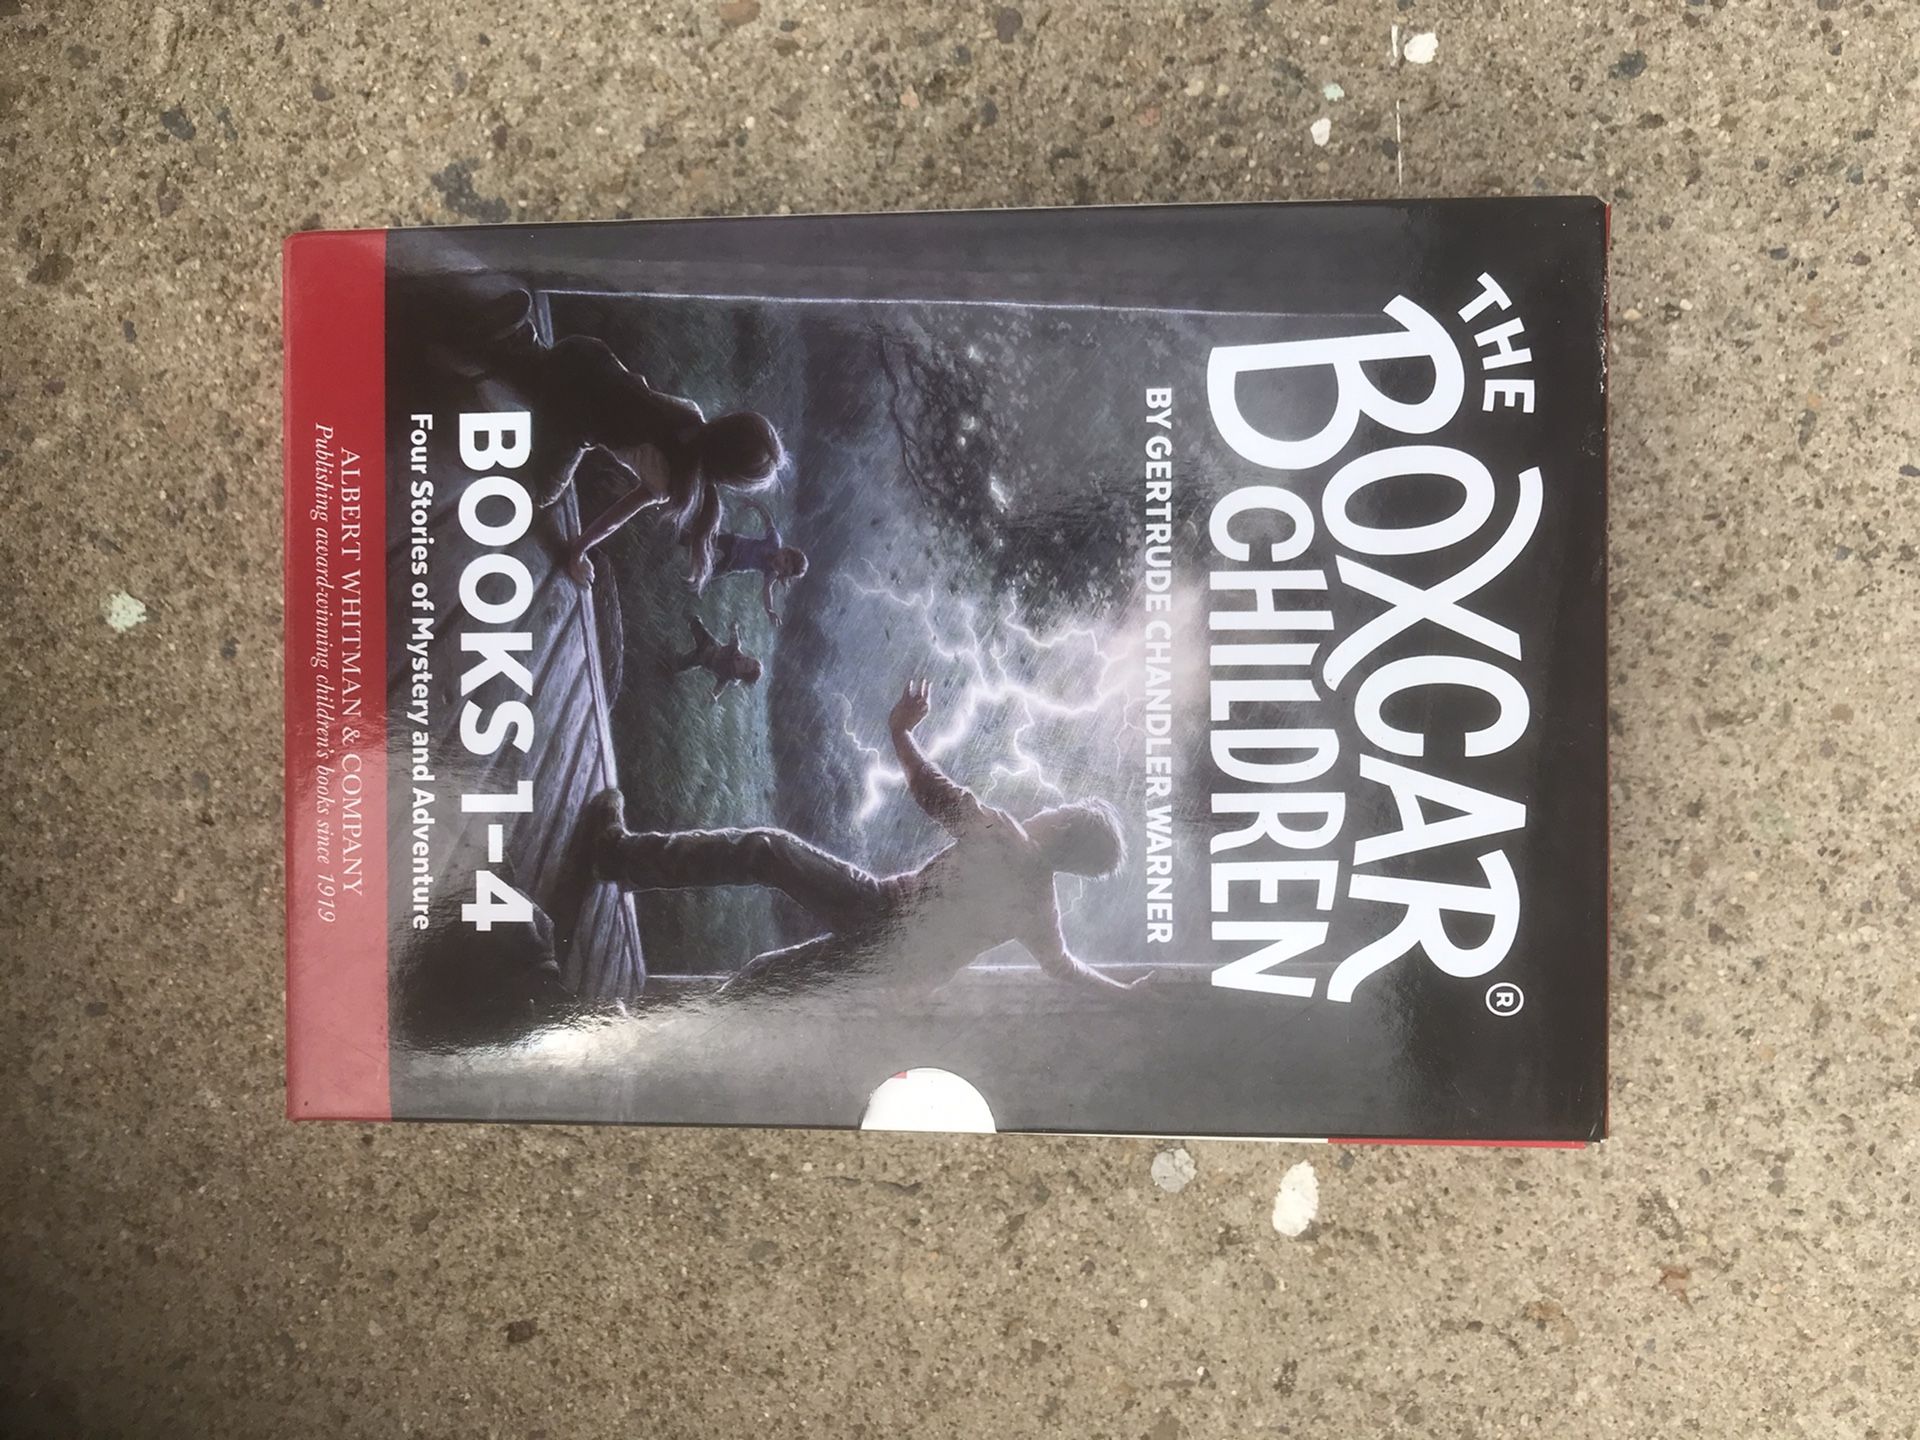 THE
BOXCAR®
CHILDREN
BY GERTRUDE CHANDLER WARNER
BOOKS 1-4
Four Stories of Mystery and Adventure
ALBERT WHITMAN & COMPANY
Publishing award-winning children's books since 1919